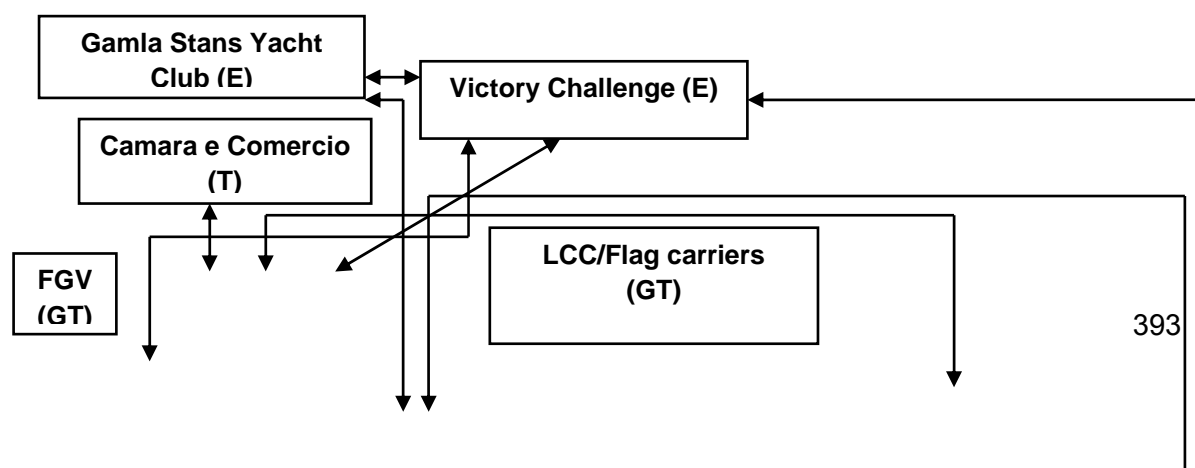 Gamla Stans Yacht
Club (E)
Victory Challenge (E)
Camara e Comercio
(T)
LCC/Flag carriers
(GT)
FGV
(GT)
393